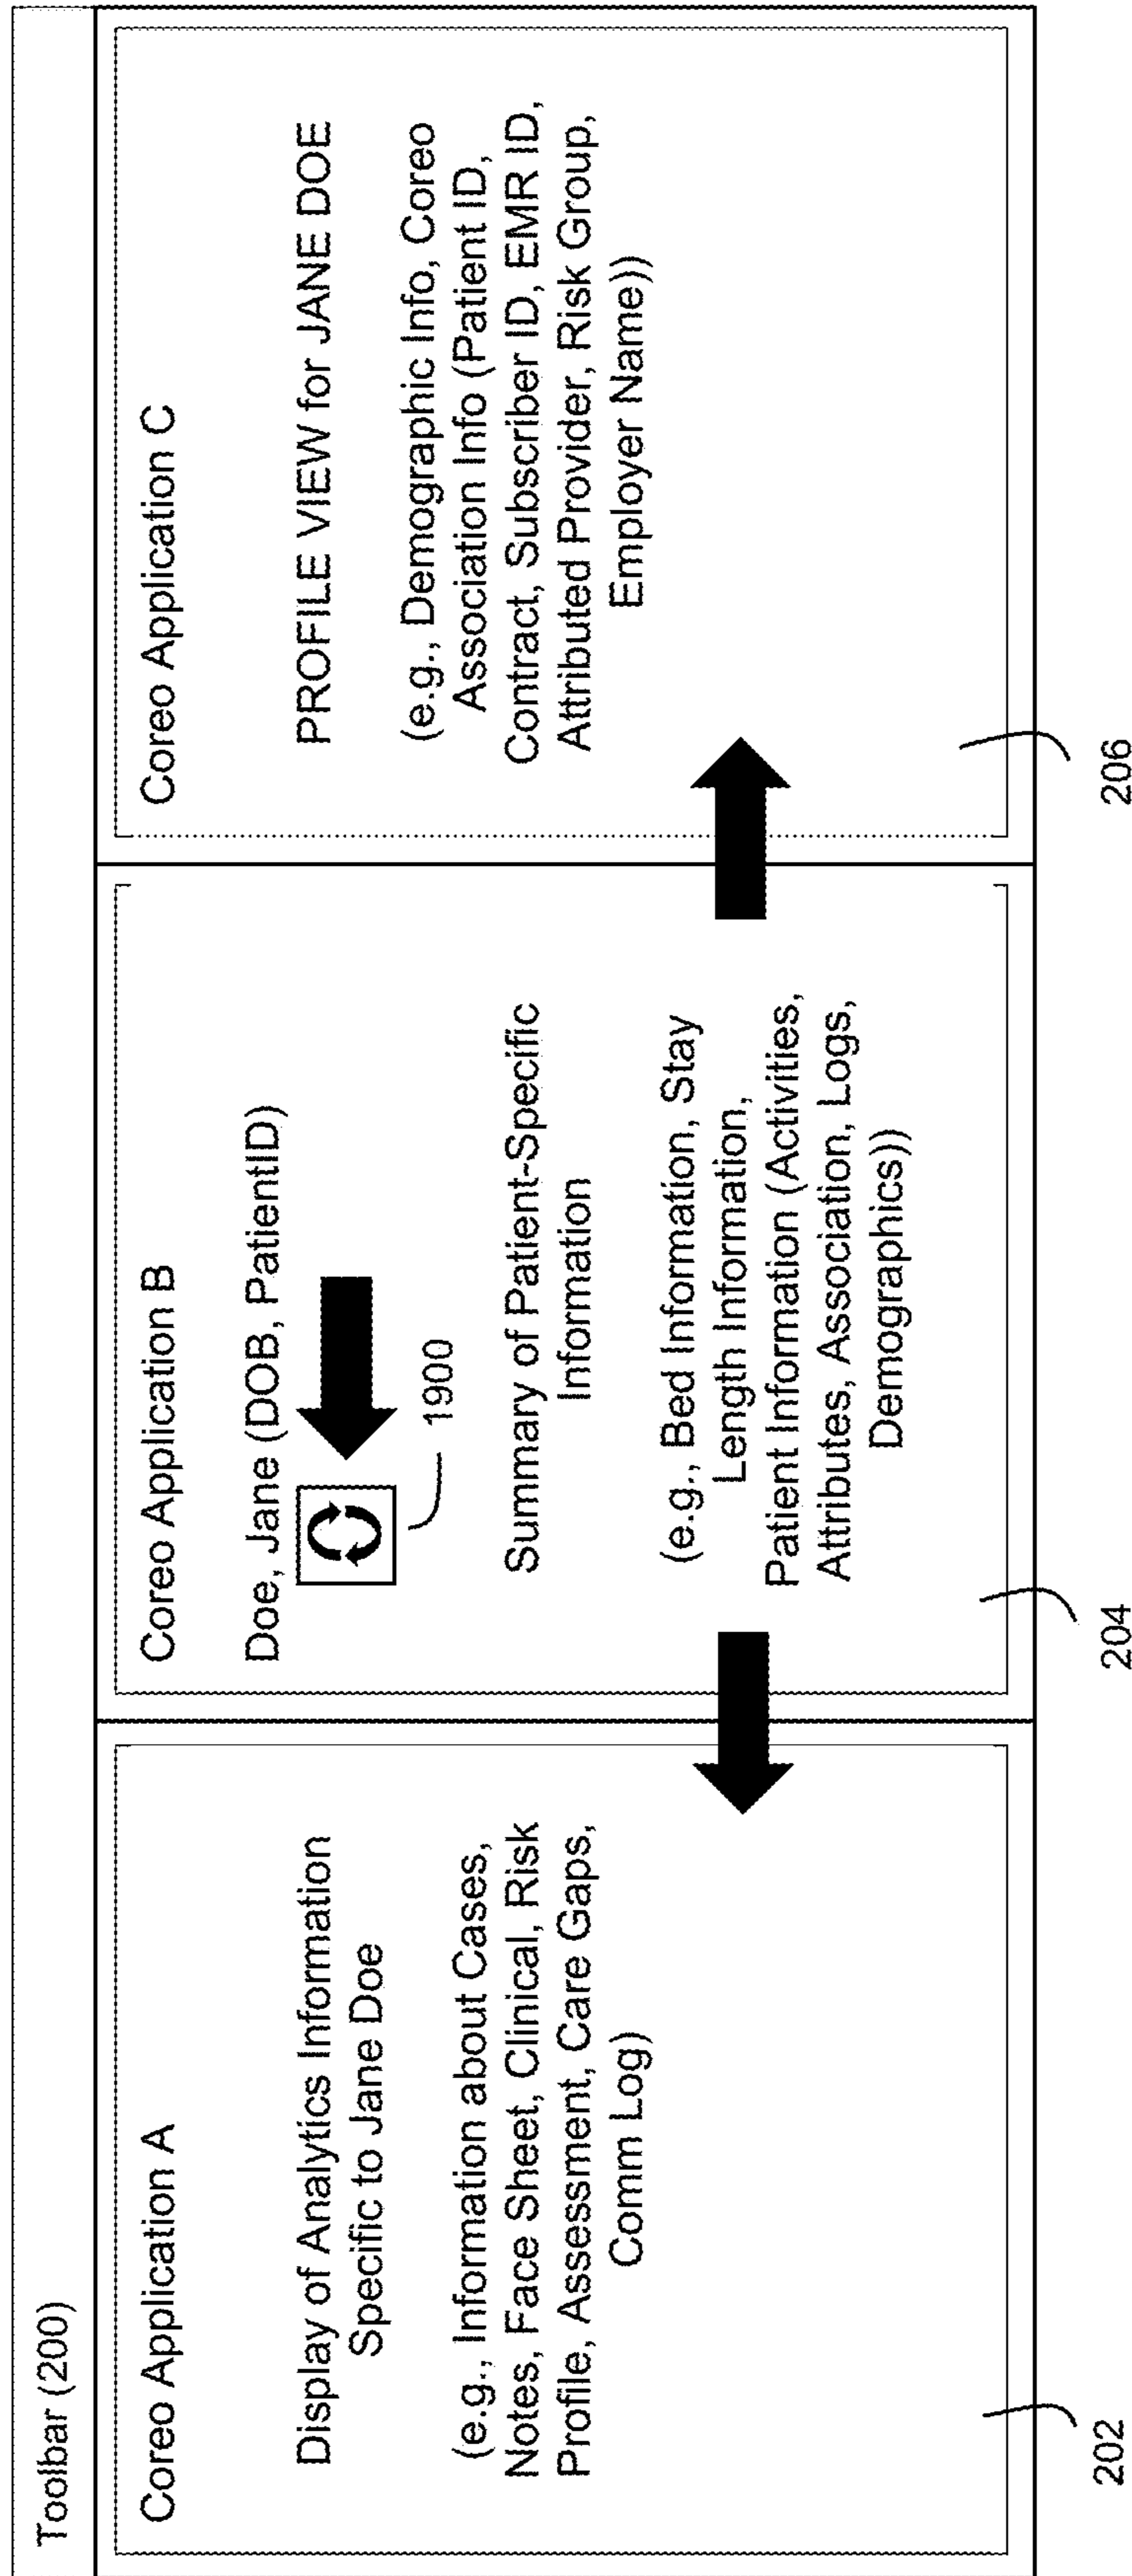 Toolbar (200)
Coreo Application A
Display of Analytics Information
Specific to Jane Doe
(e.g., Information about Cases,
Notes, Face Sheet, Clinical, Risk
Profile, Assessment, Care Gaps,
Comm Log)
202
Coreo Application B
Doe, Jane (DOB, PatientID)
1900
Summary of Patient-Specific
Information
(e.g., Bed Information, Stay
Length Information,
Patient Information (Activities,
Attributes, Association, Logs,
Demographics))
204
Coreo Application C
PROFILE VIEW for JANE DOE
(e.g., Demographic Info, Coreo
Association Info (Patient ID,
Contract, Subscriber ID, EMR ID,
Attributed Provider, Risk Group,
Employer Name))
206